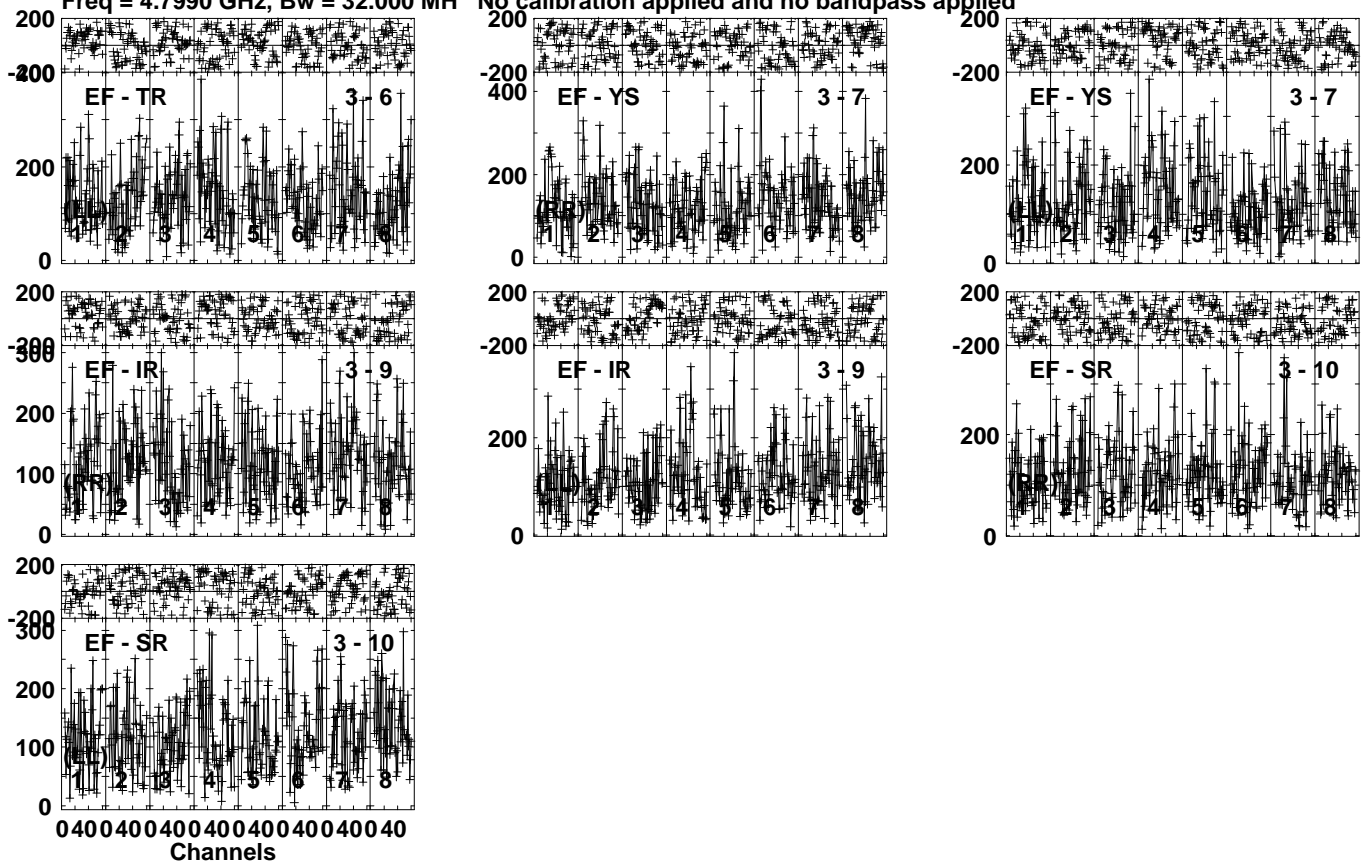 Freq = 4.7990 GHz, Bw = 32.000 MH No calibration applied and no bandpass applied
200 200 200
-200 -200 -200
400 400
EF - TR 3 - 6 EF - YS 3 - 7 EF - YS 3 - 7
200 200 200
(LL) (RR) (LL)
1 2 3 4 5 6 7 8 1 2 3 4 5 6 7 8 1 2 3 4 5 6 7 8
0 0 0
200 200 200
-200 -200 -200
300
EF - IR 3 - 9 EF - IR 3 - 9 EF - SR 3 - 10
200 200 200
100
(RR) (LL) (RR)
1 2 3 4 5 6 7 8 1 2 3 4 5 6 7 8 1 2 3 4 5 6 7 8
0 0 0
200
-200
300
EF - SR 3 - 10
200
100
(LL)
1 2 3 4 5 6 7 8
0
0 40 0 40 0 40 0 40 0 40 0 40 0 40 0 40
Channels